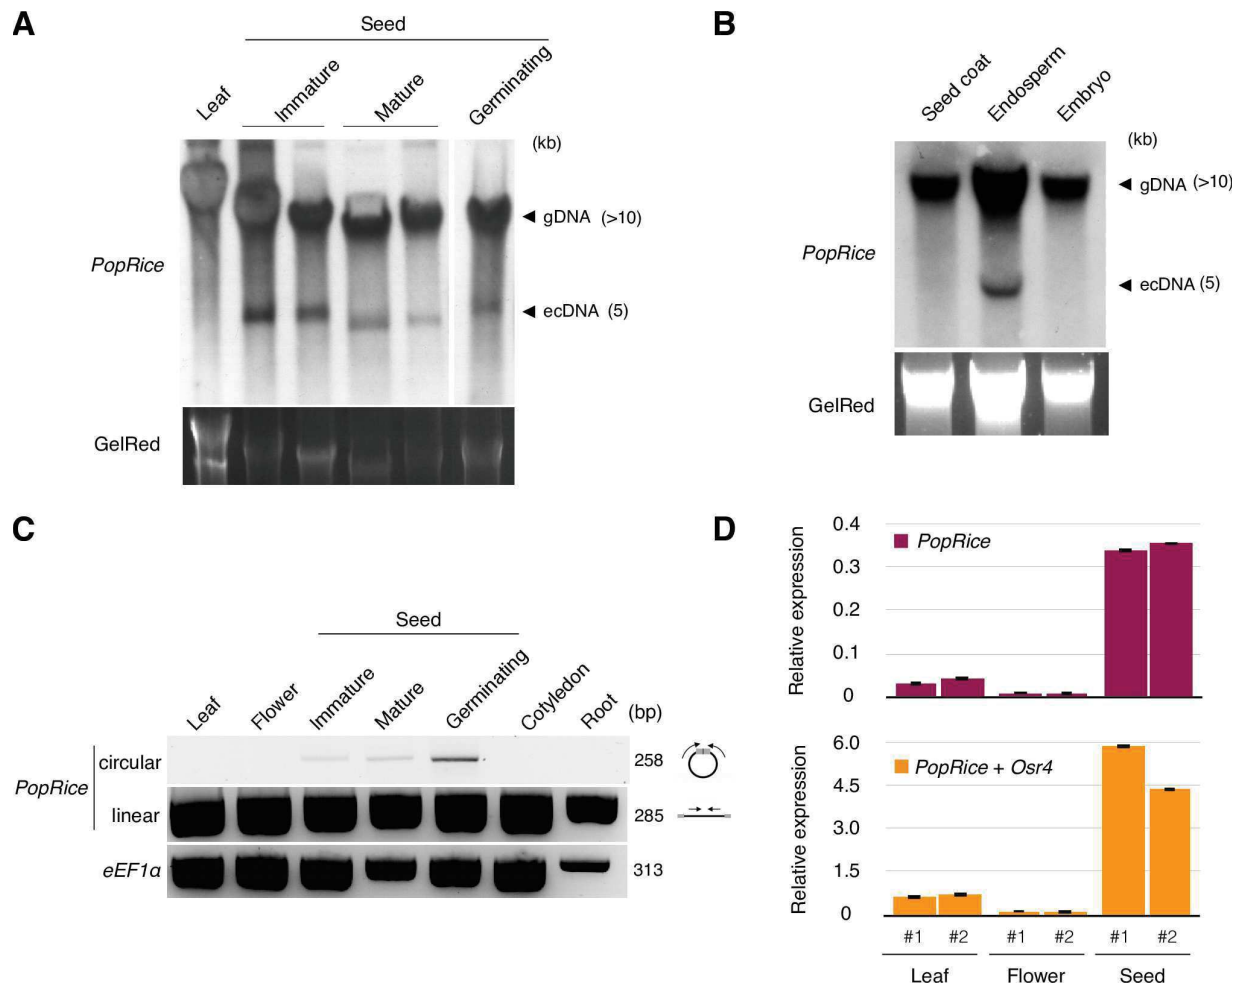 A
Seed
Leaf
Immature
Mature
Germinating
(kb)
gDNA (>10)
PopRice
ecDNA (5)
GelRed
B
Seed coat
Endosperm
Embryo
(kb)
gDNA (>10)
PopRice
ecDNA (5)
GelRed
C
Seed
Leaf
Flower
Immature
Mature
Germinating
Cotyledon
Root
(bp)
PopRice
circular
258
linear
285
eEF1α
313
D
Relative expression
0.4
0.3
0.2
0.1
0
PopRice
Relative expression
6.0
4.5
3.0
1.5
0
PopRice + Osr4
#1 #2 #1 #2 #1 #2
Leaf Flower Seed